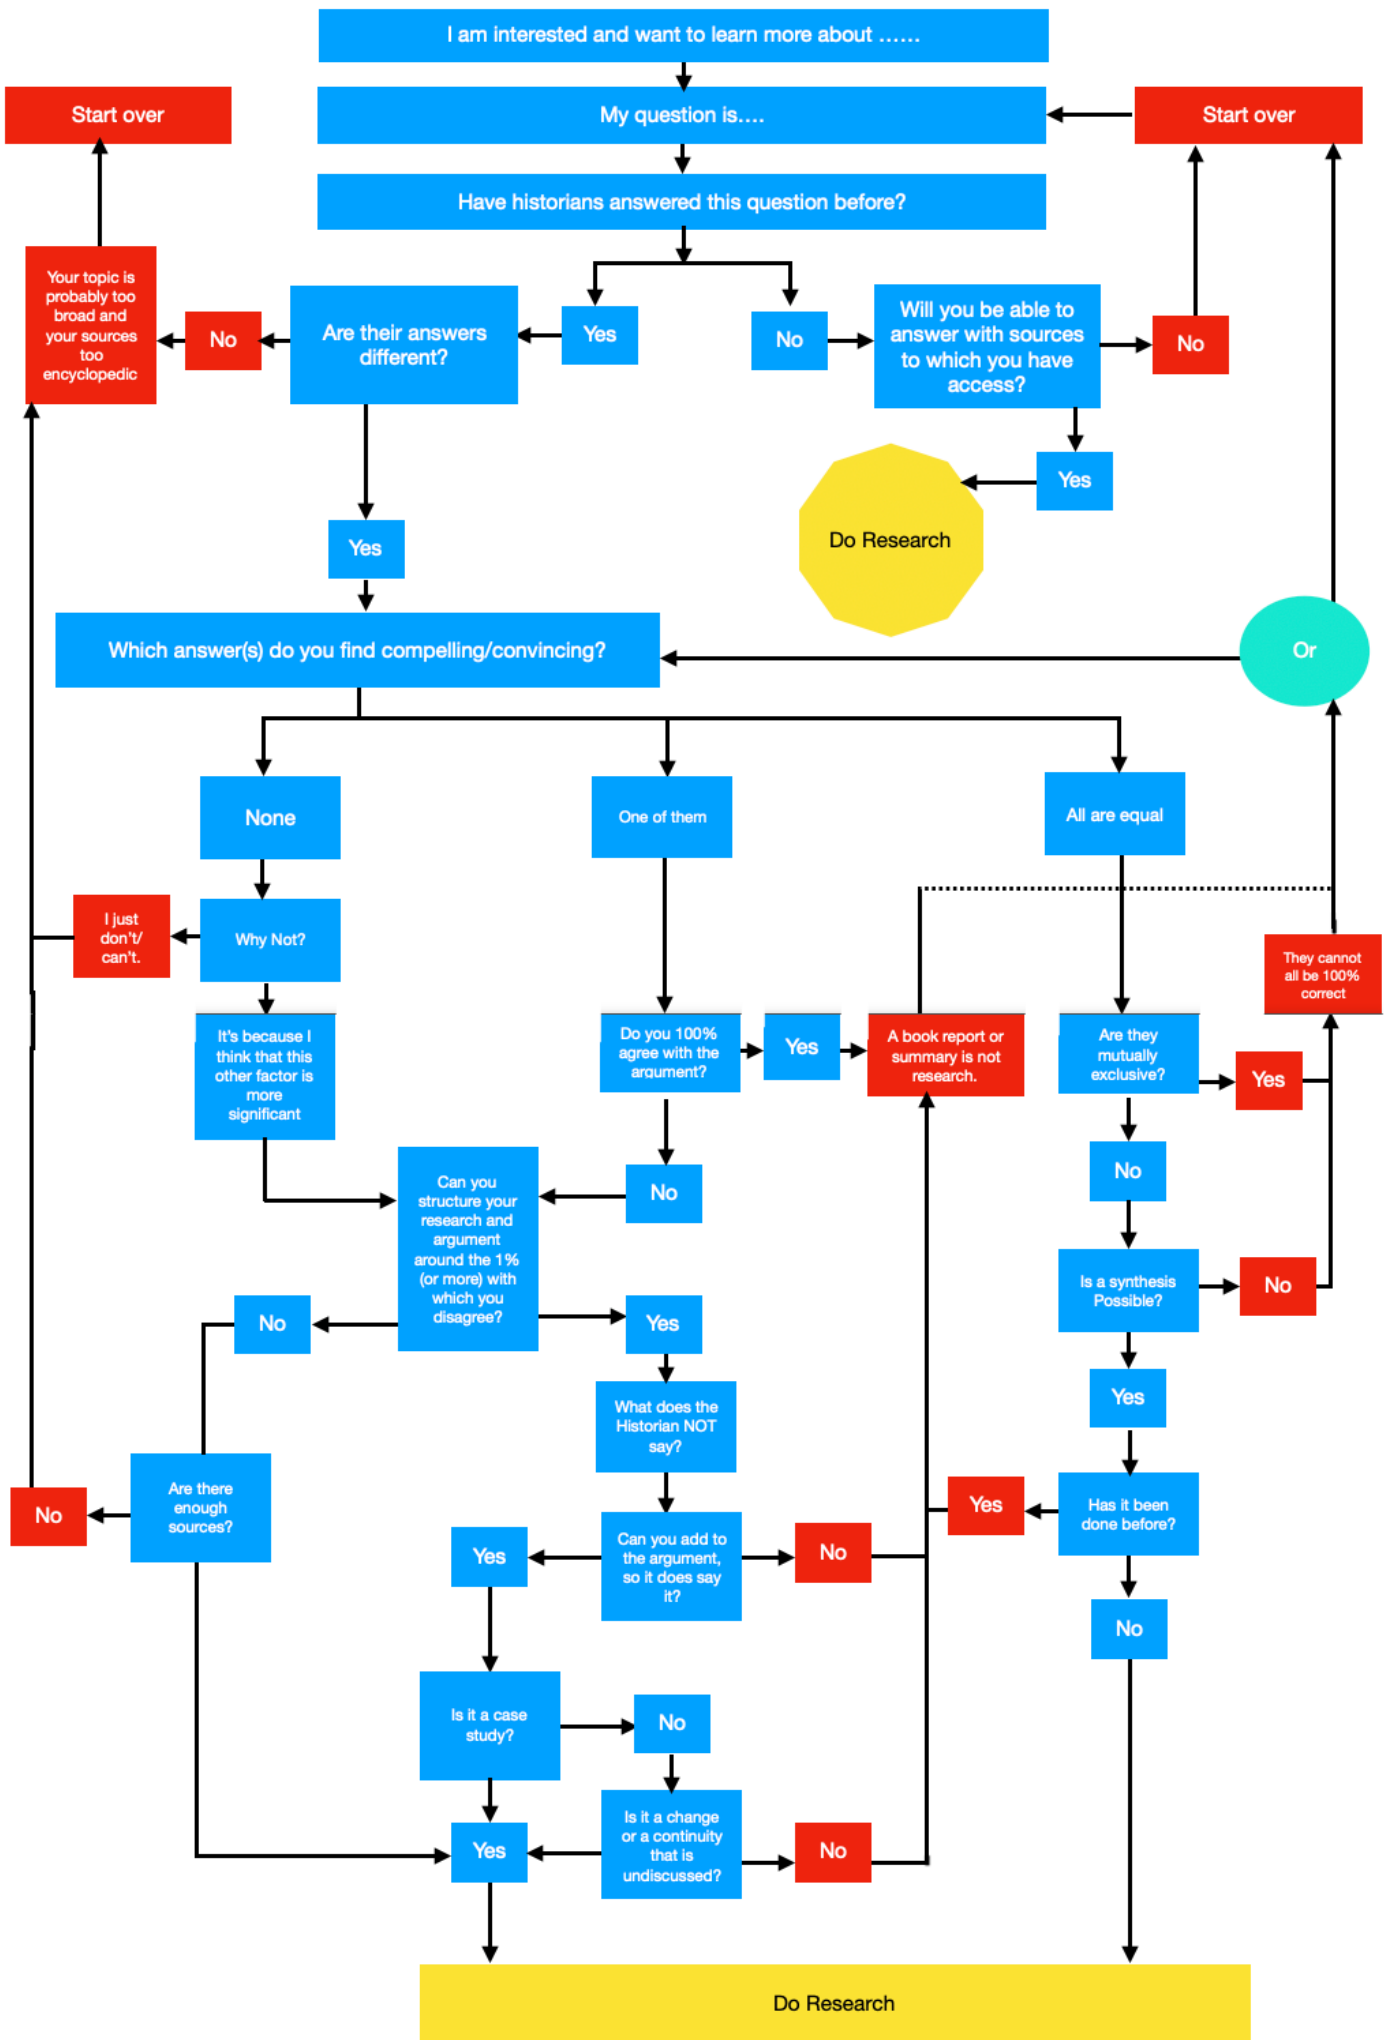 I am interested and want to learn more about ......
Start over
My question is....
Start over
Have historians answered this question before?
Your topic is
probably too
broad and
your sources
too
encyclopedic
No
Are their answers
different?
Yes
No
Will you be able to
answer with sources
to which you have
access?
No
Yes
Do Research
Yes
Which answer(s) do you find compelling/convincing?
Or
None
One of them
All are equal
I just
don't/
can't.
Why Not?
They cannot
all be 100%
correct
It's because I
think that this
other factor is
more
significant
Do you 100%
agree with the
argument?
Yes
A book report or
summary is not
research.
Are they
mutually
exclusive?
Yes
No
Can you
structure your
research and
argument
around the 1%
(or more) with
which you
disagree?
No
Is a synthesis
Possible?
No
No
Yes
Yes
What does the
Historian NOT
say?
Are there
enough
sources?
No
Yes
Can you add to
the argument,
so it does say
it?
No
Yes
Has it been
done before?
No
Is it a case
study?
No
Yes
Is it a change
or a continuity
that is
undiscussed?
No
Do Research